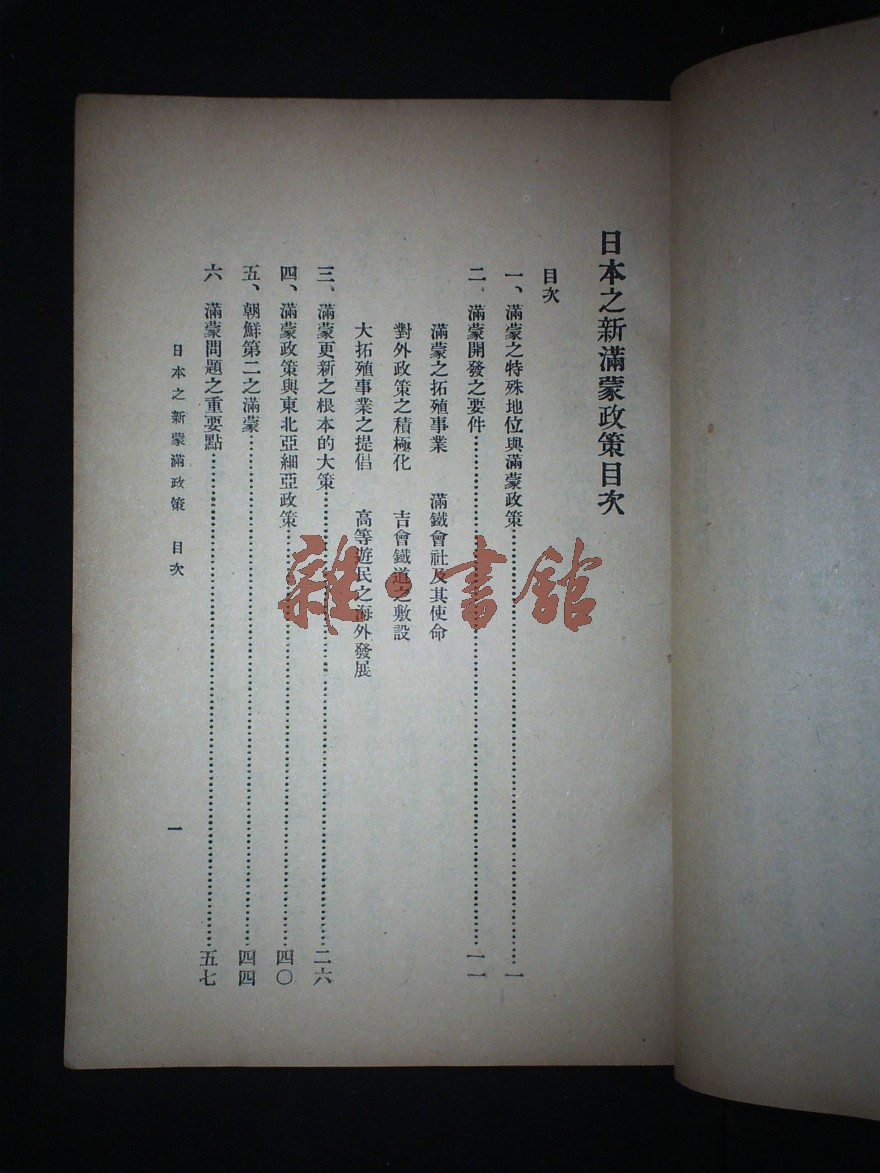 日本之新滿蒙政策目次
目次
一、滿蒙之特殊地位與滿蒙政策…………一
二、滿蒙開發之要件…………一一
滿蒙之拓殖事業　滿鐵會社及其使命
對外政策之積極化　吉會鐵道之敷設
大拓殖事業之提倡　高等遊民之海外發展
三、滿蒙更新之根本的大策…………二六
四、滿蒙政策與東北亞細亞政策…………四〇
五、朝鮮第二之滿蒙…………四四
六　滿蒙問題之重要點…………五七
日本之新蒙滿政策　目次
一
雜·書館